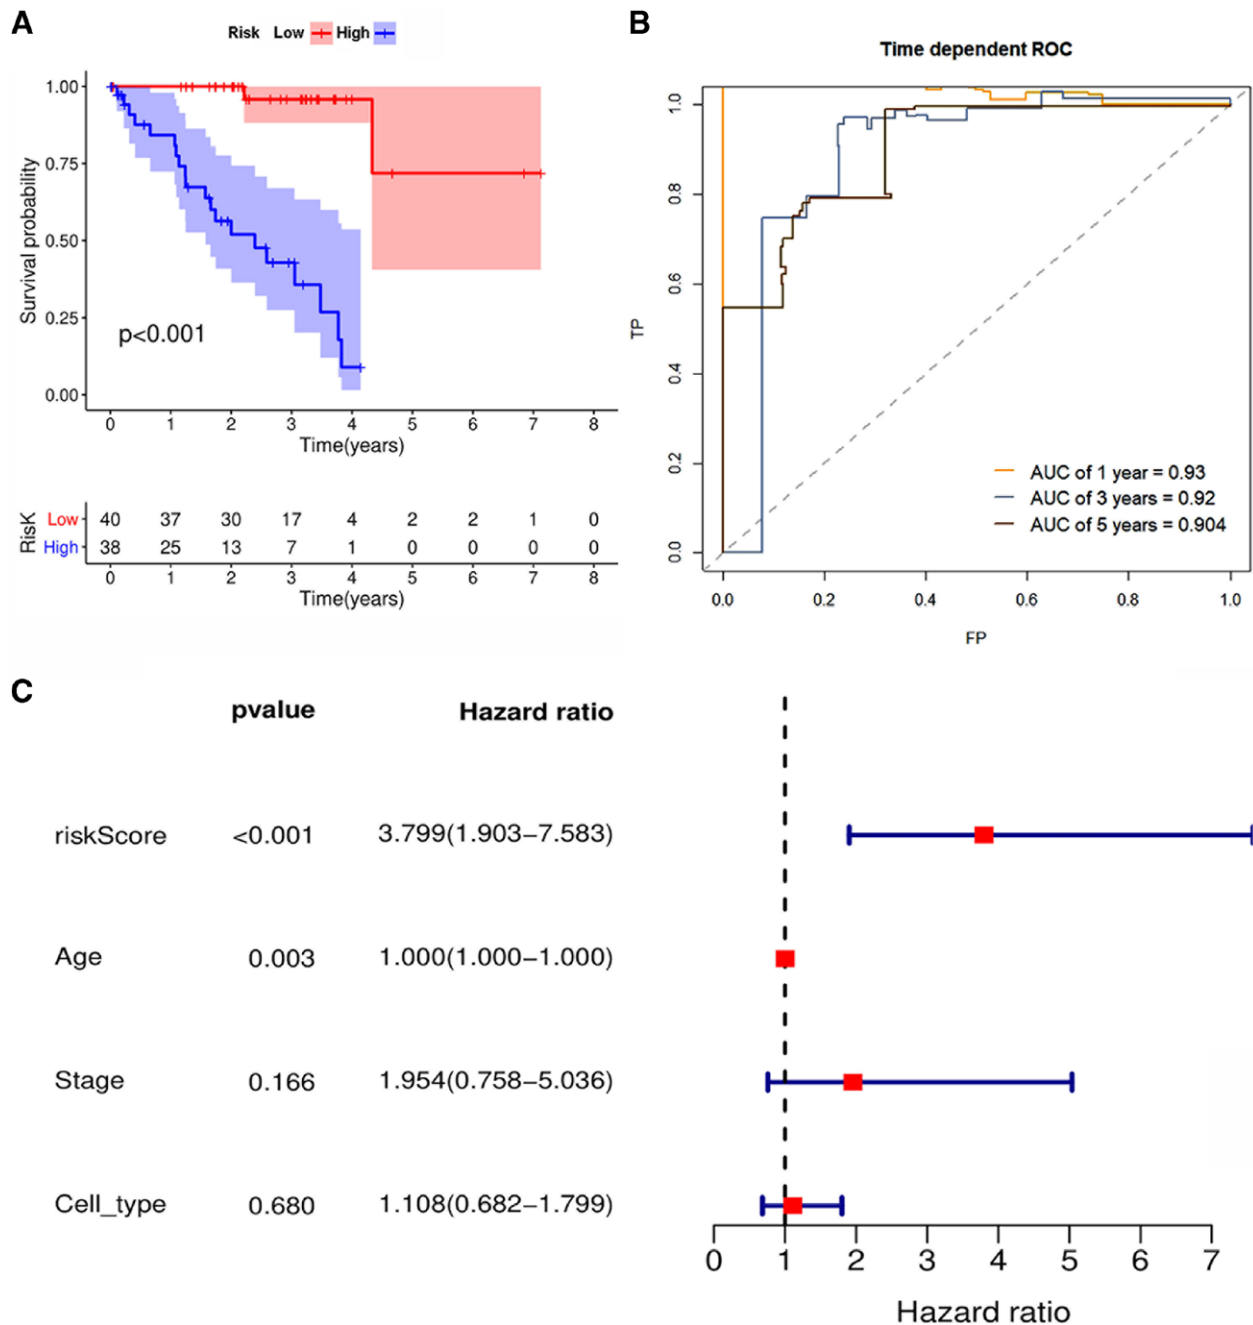 A
Risk Low High
1.00
0.75
0.50
0.25
0.00
Survival probability
p<0.001
0 1 2 3 4 5 6 7 8
Time(years)
RisK
Low 40 37 30 17 4 2 2 1 0
High 38 25 13 7 1 0 0 0 0
0 1 2 3 4 5 6 7 8
Time(years)
B
Time dependent ROC
1.0
0.8
0.6
0.4
0.2
0.0
TP
AUC of 1 year = 0.93
AUC of 3 years = 0.92
AUC of 5 years = 0.904
0.0 0.2 0.4 0.6 0.8 1.0
FP
C
pvalue Hazard ratio
riskScore <0.001 3.799(1.903−7.583)
Age 0.003 1.000(1.000−1.000)
Stage 0.166 1.954(0.758−5.036)
Cell_type 0.680 1.108(0.682−1.799)
0 1 2 3 4 5 6 7
Hazard ratio